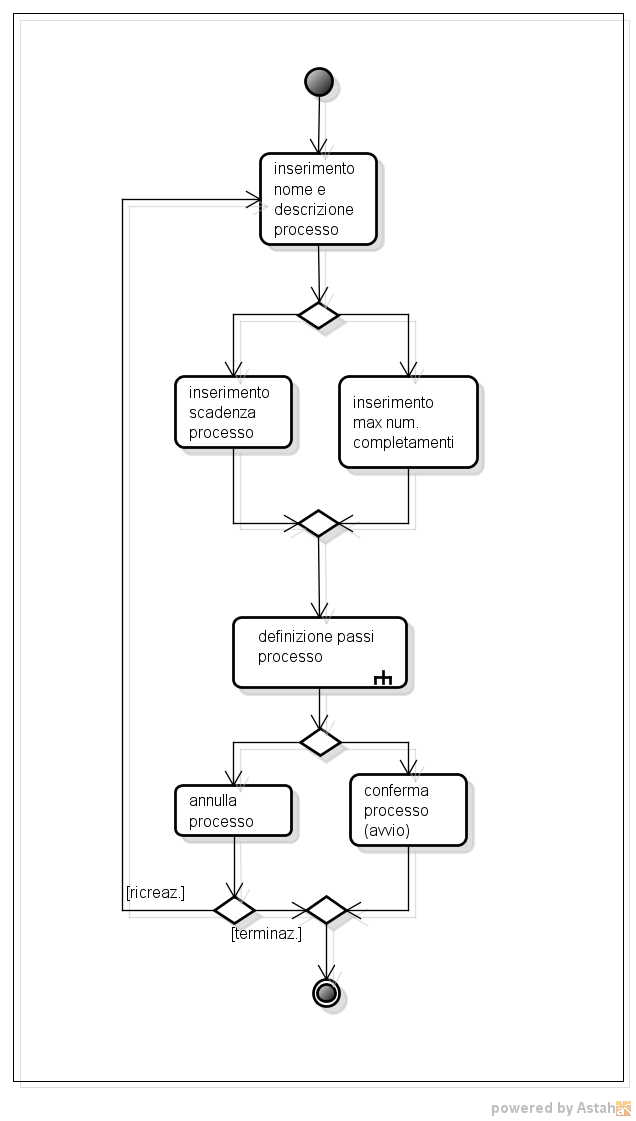 inserimento
nome e
descrizione
processo
inserimento
scadenza
processo
inserimento
max num.
completamenti
definizione passi
processo
annulla
processo
conferma
processo
(avvio)
[ricreaz.]
[terminaz.]
powered by Astah